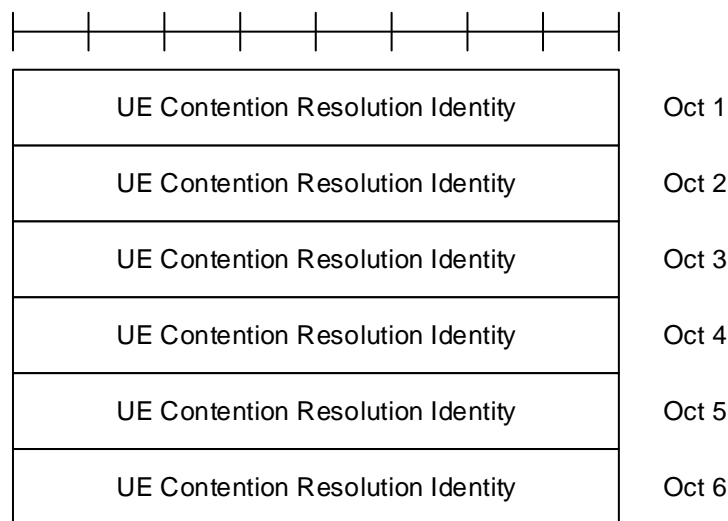 UE Contention Resolution Identity Oct 1
UE Contention Resolution Identity Oct 2
UE Contention Resolution Identity Oct 3
UE Contention Resolution Identity Oct 4
UE Contention Resolution Identity Oct 5
UE Contention Resolution Identity Oct 6